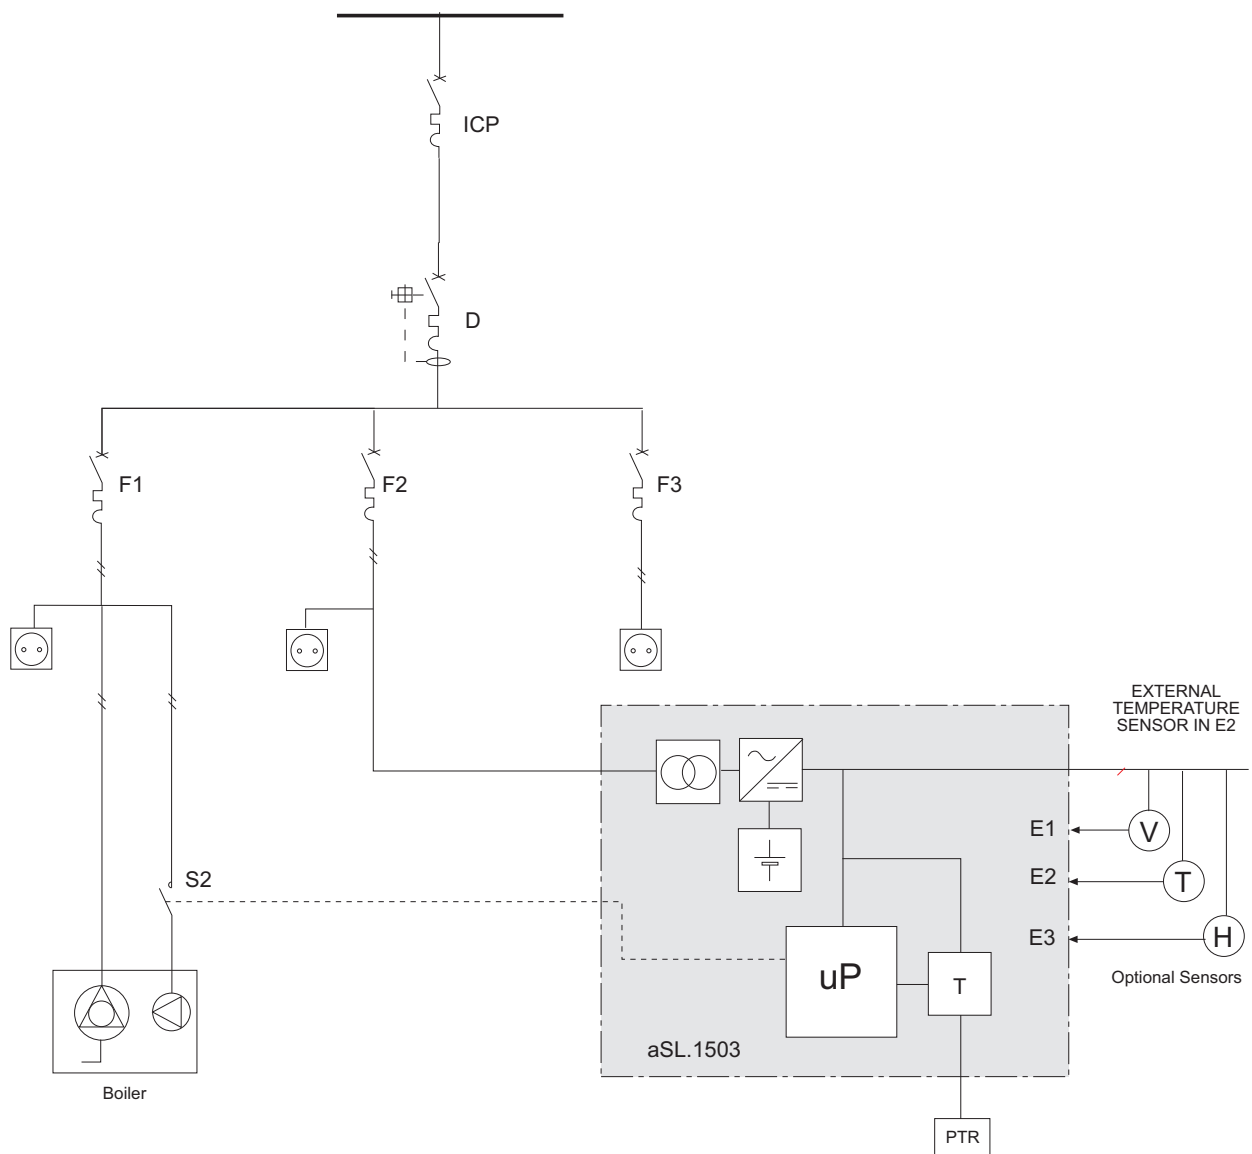 ICP
D
F1
F2
F3
EXTERNAL
TEMPERATURE
SENSOR IN E2
E1
V
E2
T
S2
E3
H
uP
T
Optional Sensors
aSL.1503
Boiler
PTR